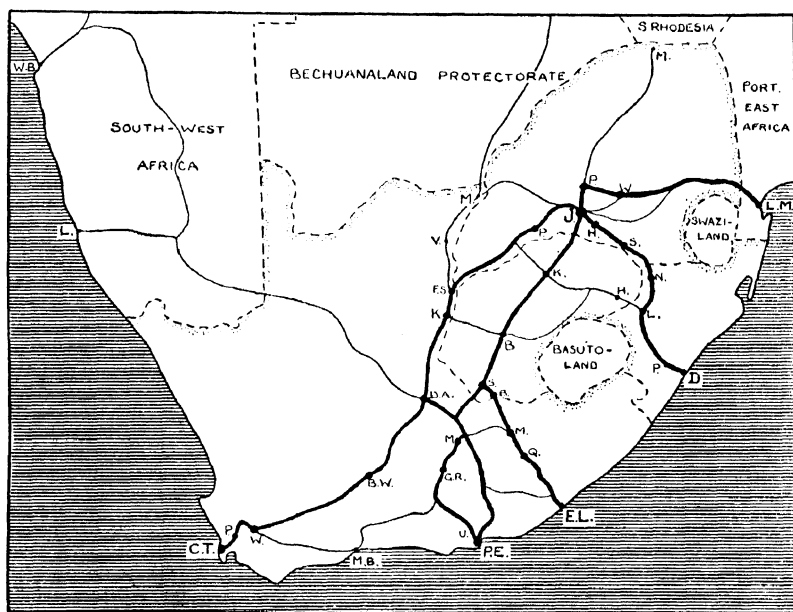 S. RHODESIA
W.B.
M.
BECHUANALAND PROTECTORATE
PORT.
EAST
AFRICA
SOUTH-WEST
AFRICA
P.
W.
M.
L.M.
J.
SWAZI-
LAND
L.
V.
P.
H.
S.
K.
N.
F.S.
H.
K.
L.
B
BASUTO-
LAND
P.
D
S.
B.
D.A.
M.
M.
Q.
G.R.
B.W.
E.L.
P.
W.
U.
C.T.
M.B.
P.E.